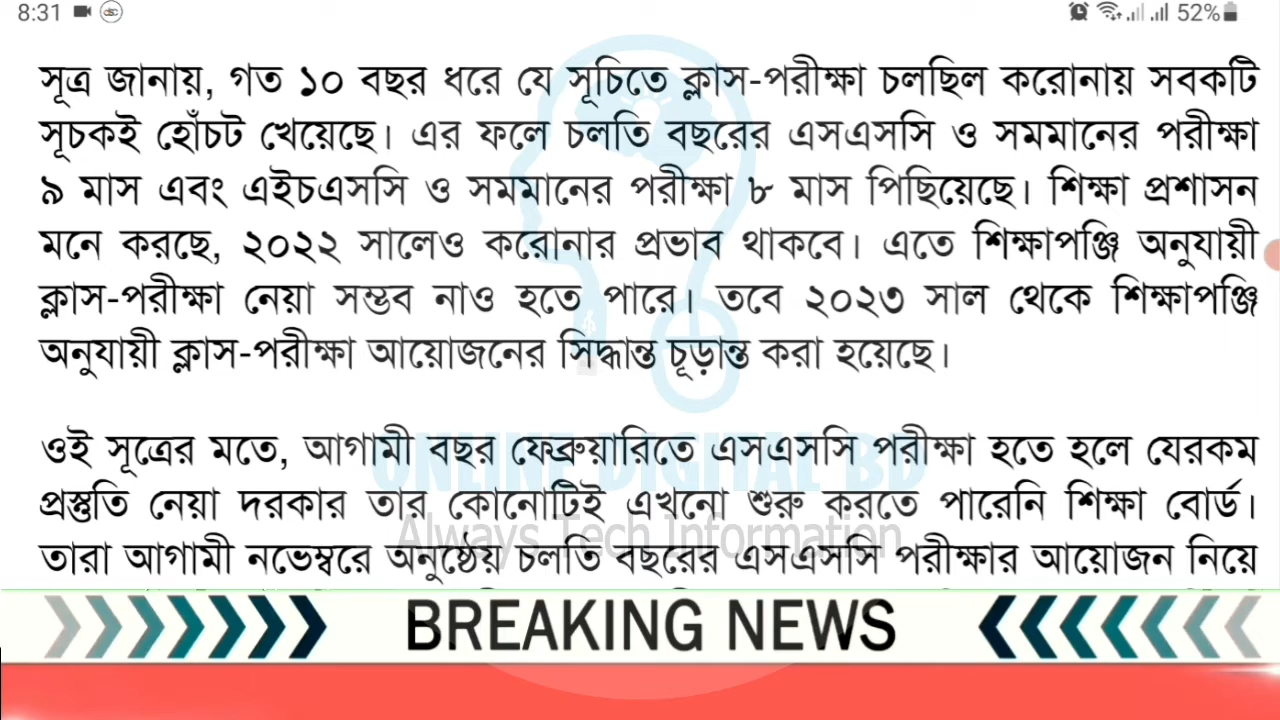 8:31
52%
সূত্র জানায়, গত ১০ বছর ধরে যে সূচিতে ক্লাস-পরীক্ষা চলছিল করোনায় সবকটি
সূচকই হোঁচট খেয়েছে। এর ফলে চলতি বছরের এসএসসি ও সমমানের পরীক্ষা
৯ মাস এবং এইচএসসি ও সমমানের পরীক্ষা ৮ মাস পিছিয়েছে। শিক্ষা প্রশাসন
মনে করছে, ২০২২ সালেও করোনার প্রভাব থাকবে। এতে শিক্ষাপঞ্জি অনুযায়ী
ক্লাস-পরীক্ষা নেয়া সম্ভব নাও হতে পারে। তবে ২০২৩ সাল থেকে শিক্ষাপঞ্জি
অনুযায়ী ক্লাস-পরীক্ষা আয়োজনের সিদ্ধান্ত চূড়ান্ত করা হয়েছে।
ওই সূত্রের মতে, আগামী বছর ফেব্রুয়ারিতে এসএসসি পরীক্ষা হতে হলে যেরকম
ONLINE DIGITAL BD
প্রস্তুতি নেয়া দরকার তার কোনোটিই এখনো শুরু করতে পারেনি শিক্ষা বোর্ড।
Always Tech Information
তারা আগামী নভেম্বরে অনুষ্ঠেয় চলতি বছরের এসএসসি পরীক্ষার আয়োজন নিয়ে
BREAKING NEWS